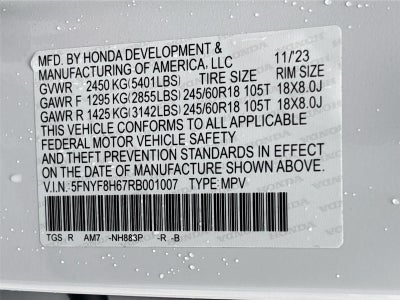 MFD. BY HONDA DEVELOPMENT &
MANUFACTURING OF AMERICA, LLC 11/23
GVWR 2450 KG(5401LBS) TIRE SIZE RIM SIZE
GAWR F 1295 KG(2855LBS) 245/60R18 105T 18X8.0J
GAWR R 1425 KG(3142LBS) 245/60R18 105T 18X8.0J
THIS VEHICLE CONFORMS TO ALL APPLICABLE
FEDERAL MOTOR VEHICLE SAFETY
AND THEFT PREVENTION STANDARDS IN EFFECT
ON THE DATE OF MANUFACTURE SHOWN ABOVE.
V.I.N. 5FNYF8H67RB001007 TYPE: MPV
TGS R AM7 -NH883P -R -B